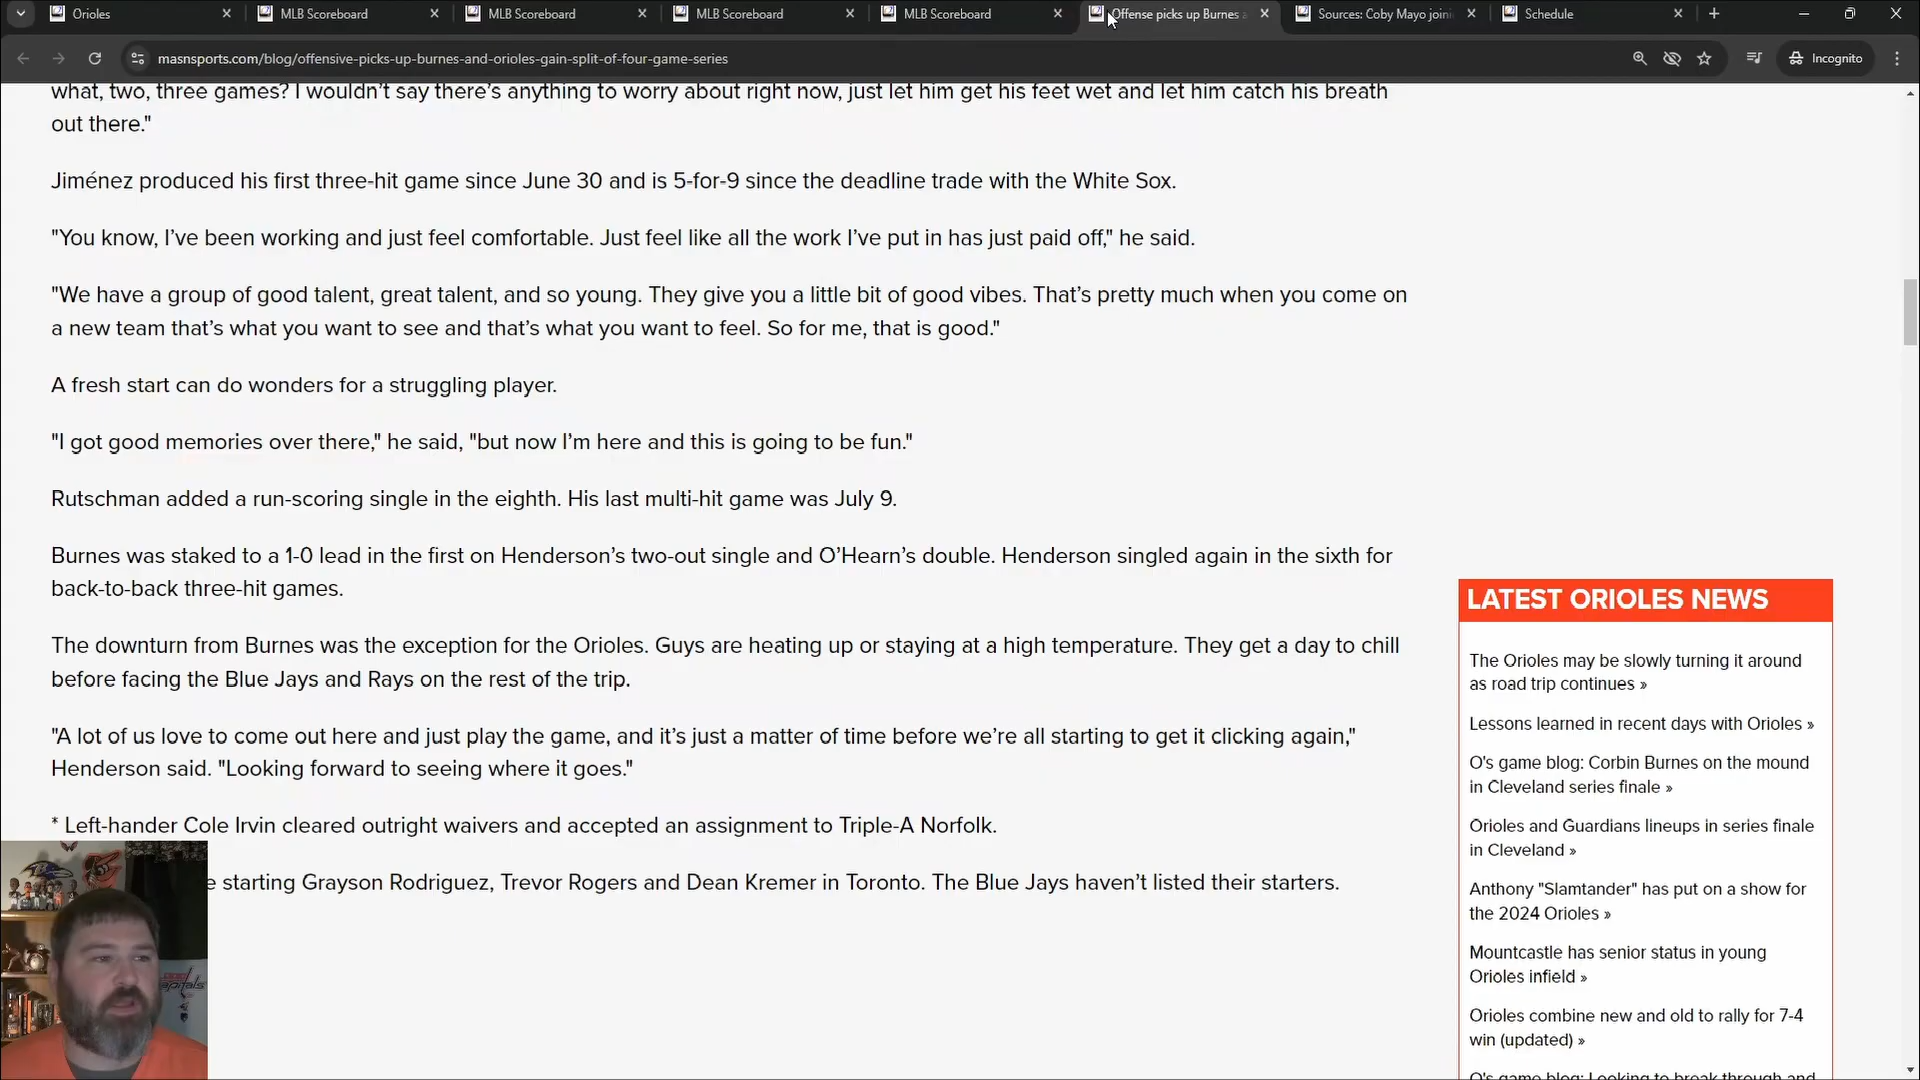 Orioles
MLB Scoreboard
MLB Scoreboard
MLB Scoreboard
MLB Scoreboard
Offense picks up Burnes a
Sources: Coby Mayo joini
Schedule
masnsports.com/blog/offensive-picks-up-burnes-and-orioles-gain-split-of-four-game-series
Incognito
what, two, three games? I wouldn’t say there’s anything to worry about right now, just let him get his feet wet and let him catch his breath
out there."
Jiménez produced his first three-hit game since June 30 and is 5-for-9 since the deadline trade with the White Sox.
"You know, I’ve been working and just feel comfortable. Just feel like all the work I’ve put in has just paid off," he said.
"We have a group of good talent, great talent, and so young. They give you a little bit of good vibes. That’s pretty much when you come on
a new team that’s what you want to see and that’s what you want to feel. So for me, that is good."
A fresh start can do wonders for a struggling player.
"I got good memories over there," he said, "but now I’m here and this is going to be fun."
Rutschman added a run-scoring single in the eighth. His last multi-hit game was July 9.
Burnes was staked to a 1-0 lead in the first on Henderson’s two-out single and O’Hearn’s double. Henderson singled again in the sixth for
back-to-back three-hit games.
The downturn from Burnes was the exception for the Orioles. Guys are heating up or staying at a high temperature. They get a day to chill
before facing the Blue Jays and Rays on the rest of the trip.
"A lot of us love to come out here and just play the game, and it’s just a matter of time before we’re all starting to get it clicking again,"
Henderson said. "Looking forward to seeing where it goes."
* Left-hander Cole Irvin cleared outright waivers and accepted an assignment to Triple-A Norfolk.
e starting Grayson Rodriguez, Trevor Rogers and Dean Kremer in Toronto. The Blue Jays haven’t listed their starters.
LATEST ORIOLES NEWS
The Orioles may be slowly turning it around
as road trip continues »
Lessons learned in recent days with Orioles »
O's game blog: Corbin Burnes on the mound
in Cleveland series finale »
Orioles and Guardians lineups in series finale
in Cleveland »
Anthony "Slamtander" has put on a show for
the 2024 Orioles »
Mountcastle has senior status in young
Orioles infield »
Orioles combine new and old to rally for 7-4
win (updated) »
O's game blog: Looking to break through and